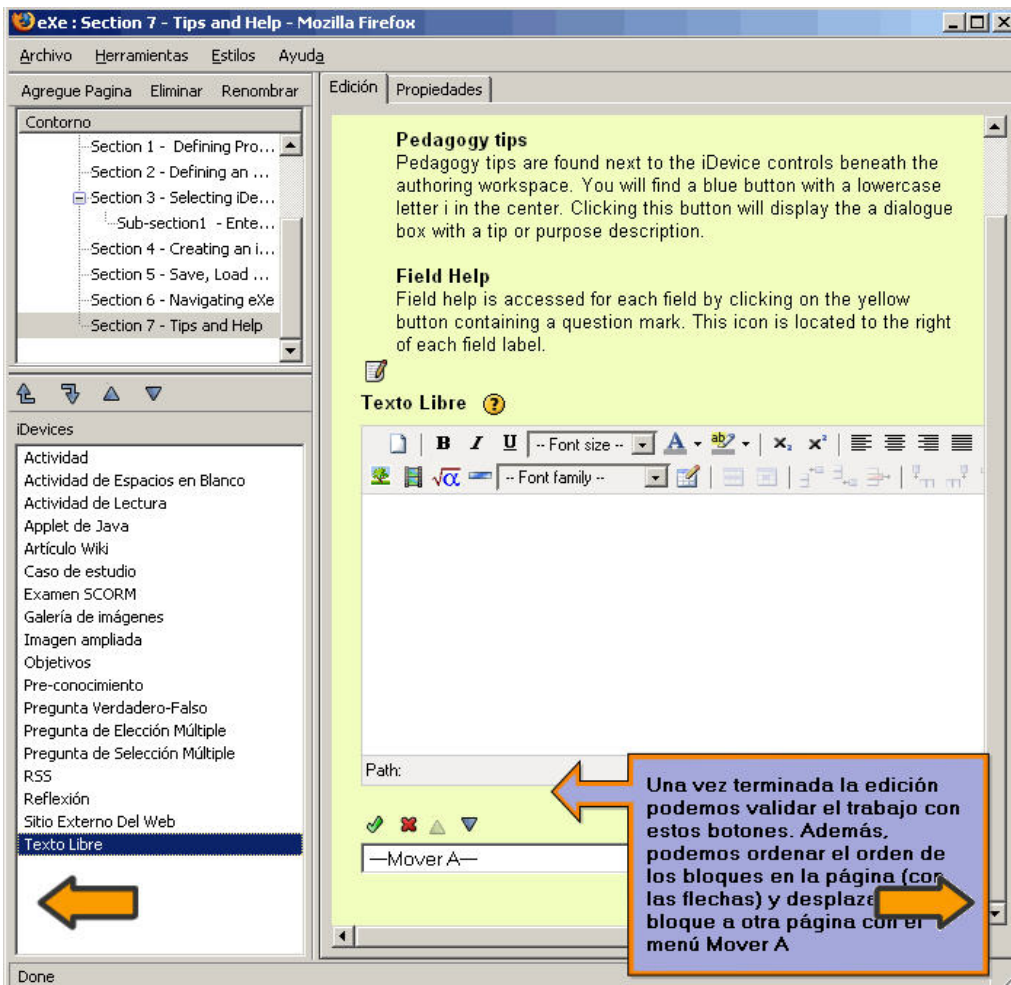 eXe : Section 7 - Tips and Help - Mozilla Firefox
Archivo Herramientas Estilos Ayuda
Agregue Pagina Eliminar Renombrar
Contorno
Section 1 - Defining Pro...
Section 2 - Defining an ...
Section 3 - Selecting iDe...
Sub-section1 - Ente...
Section 4 - Creating an i...
Section 5 - Save, Load ...
Section 6 - Navigating eXe
Section 7 - Tips and Help
iDevices
Actividad
Actividad de Espacios en Blanco
Actividad de Lectura
Applet de Java
Artículo Wiki
Caso de estudio
Examen SCORM
Galería de imágenes
Imagen ampliada
Objetivos
Pre-conocimiento
Pregunta Verdadero-Falso
Pregunta de Elección Múltiple
Pregunta de Selección Múltiple
RSS
Reflexión
Sitio Externo Del Web
Texto Libre
Edición Propiedades
Pedagogy tips
Pedagogy tips are found next to the iDevice controls beneath the
authoring workspace. You will find a blue button with a lowercase
letter i in the center. Clicking this button will display the a dialogue
box with a tip or purpose description.
Field Help
Field help is accessed for each field by clicking on the yellow
button containing a question mark. This icon is located to the right
of each field label.
Texto Libre ?
B I U -- Font size -- A ab x₂ x²
√α -- Font family --
Path:
—Mover A—
Una vez terminada la edición
podemos validar el trabajo con
estos botones. Además,
podemos ordenar el orden de
los bloques en la página (con
las flechas) y
bloque a otra página con el
menú Mover A
Done